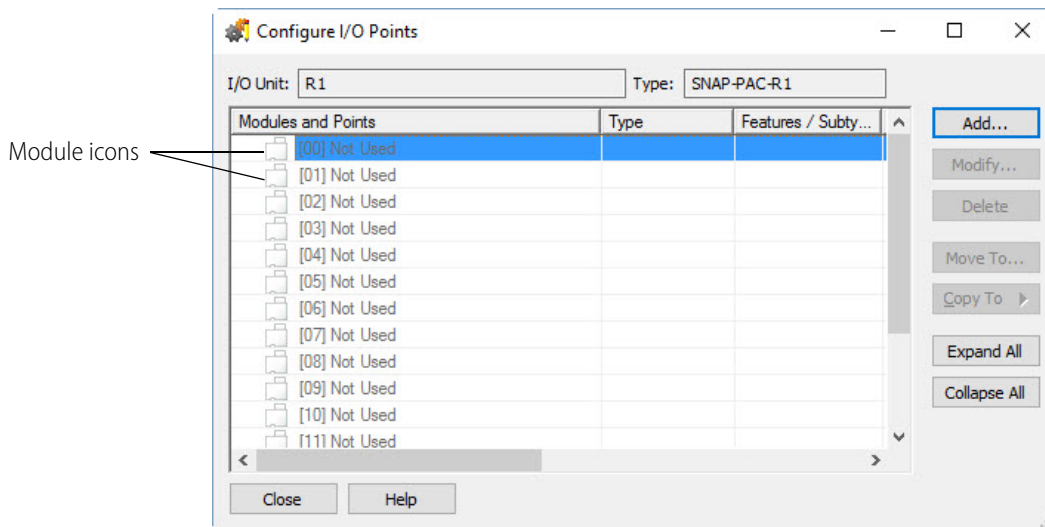 Configure I/O Points
I/O Unit: R1 Type: SNAP-PAC-R1
Modules and Points Type Features / Subty...
Add...
Module icons
[00] Not Used
[01] Not Used
Modify...
[02] Not Used
Delete
[03] Not Used
[04] Not Used
Move To...
[05] Not Used
[06] Not Used
Copy To
[07] Not Used
[08] Not Used
Expand All
[09] Not Used
Collapse All
[10] Not Used
[11] Not Used
Close Help